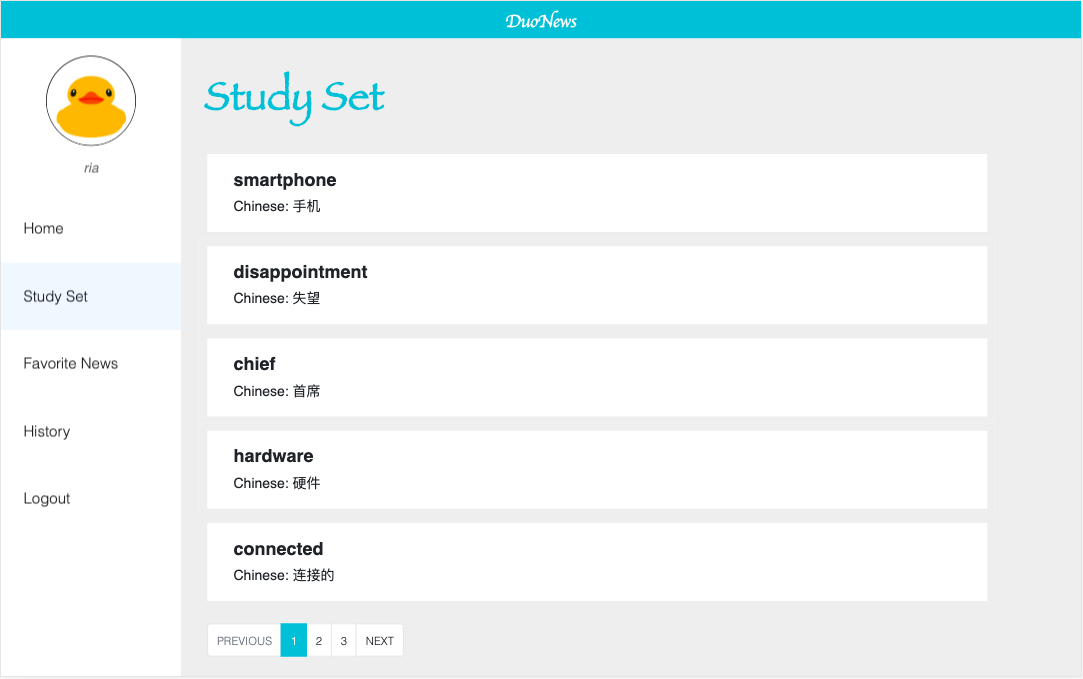 DuoNews
ria
Home
Study Set
Favorite News
History
Logout
Study Set
smartphone
Chinese: 手机
disappointment
Chinese: 失望
chief
Chinese: 首席
hardware
Chinese: 硬件
connected
Chinese: 连接的
PREVIOUS 1 2 3 NEXT